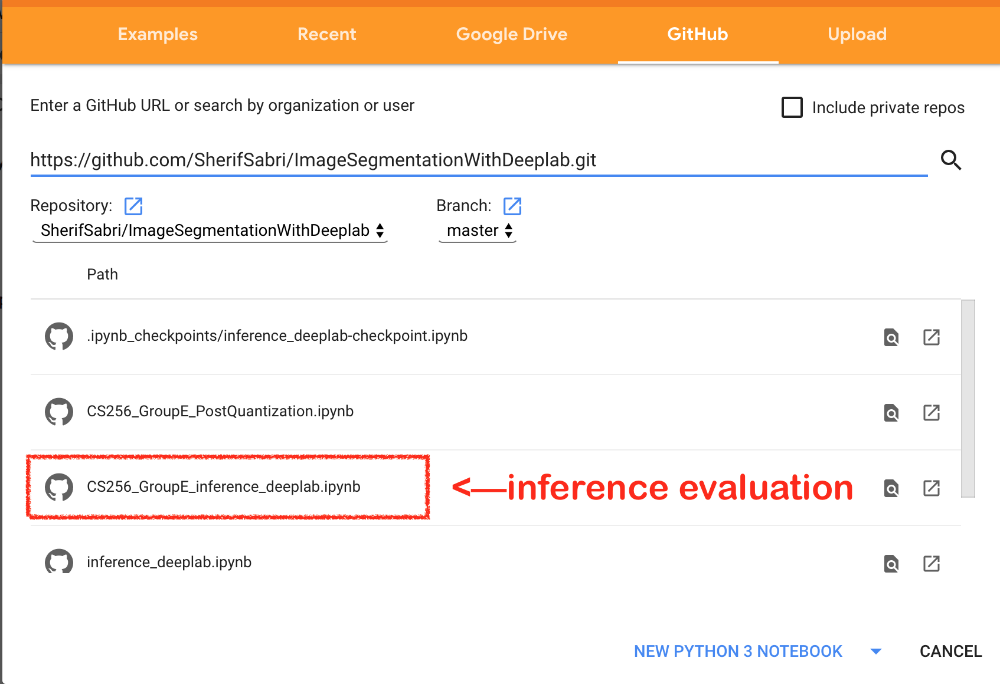 Examples Recent Google Drive GitHub Upload
Enter a GitHub URL or search by organization or user
Include private repos
https://github.com/SherifSabri/ImageSegmentationWithDeeplab.git
Repository: Branch:
SherifSabri/ImageSegmentationWithDeeplab master
Path
.ipynb_checkpoints/inference_deeplab-checkpoint.ipynb
CS256_GroupE_PostQuantization.ipynb
CS256_GroupE_inference_deeplab.ipynb <—inference evaluation
inference_deeplab.ipynb
NEW PYTHON 3 NOTEBOOK CANCEL